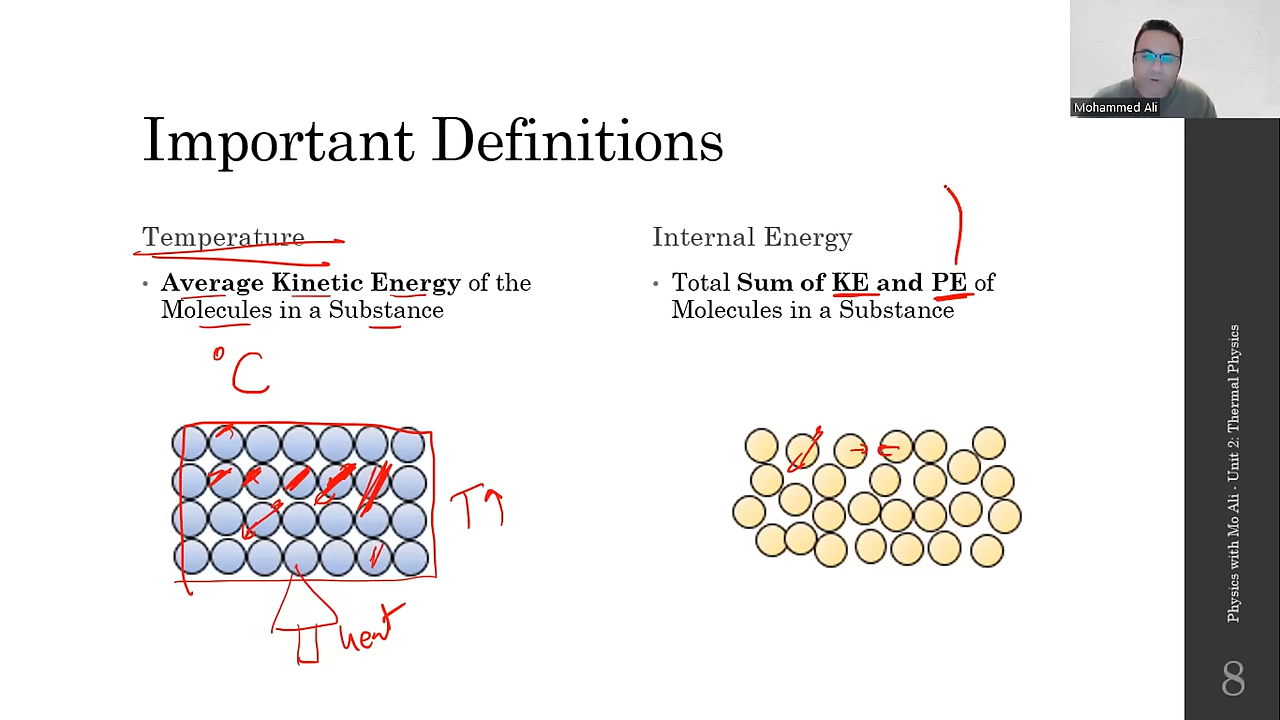 Mohammed Ali
Important Definitions
Temperature
• Average Kinetic Energy of the
Molecules in a Substance
°C
T↑
heat
Internal Energy
• Total Sum of KE and PE of
Molecules in a Substance
Physics with Mo Ali - Unit 2: Thermal Physics
8